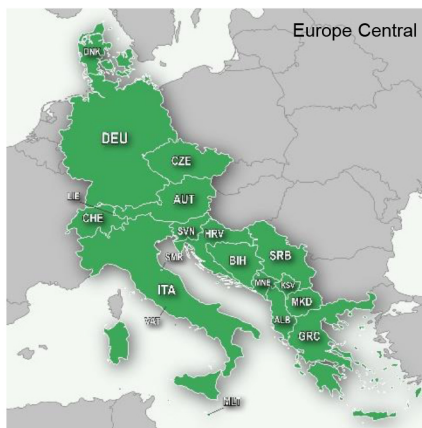 Europe Central
DNK
DEU
CZE
LIE
AUT
CHE
SVN
HRV
SMR
BIH
SRB
ITA
MNE
KSV
MKD
VAT
ALB
GRC
MLT